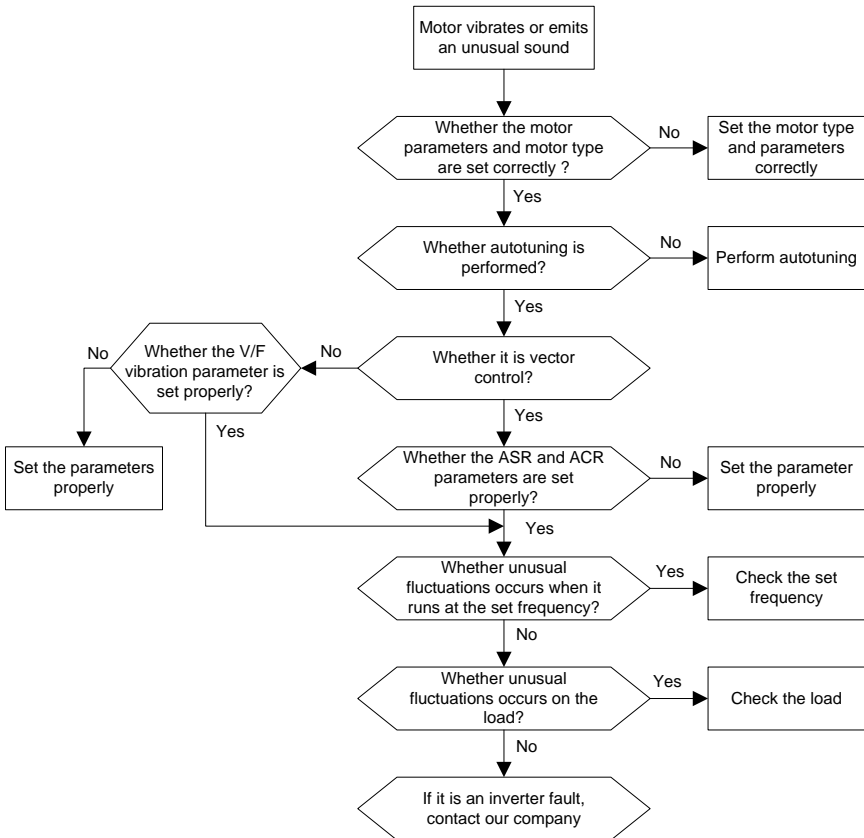 Motor vibrates or emits
an unusual sound
Whether the motor
parameters and motor type
are set correctly ?
No
Set the motor type
and parameters
correctly
Yes
Whether autotuning is
performed?
No
Perform autotuning
Yes
Whether it is vector
control?
No
Whether the V/F
vibration parameter is
set properly?
No
Set the parameters
properly
Yes
Yes
Whether the ASR and ACR
parameters are set
properly?
No
Set the parameter
properly
Yes
Whether unusual
fluctuations occurs when it
runs at the set frequency?
Yes
Check the set
frequency
No
Whether unusual
fluctuations occurs on the
load?
Yes
Check the load
No
If it is an inverter fault,
contact our company